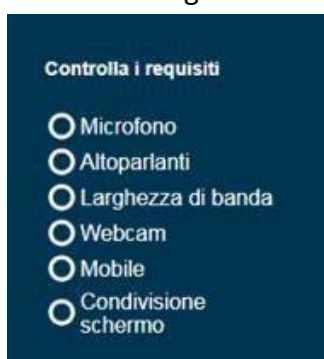 Controlla i requisiti
Microfono
Altoparlanti
Larghezza di banda
Webcam
Mobile
Condivisione
schermo